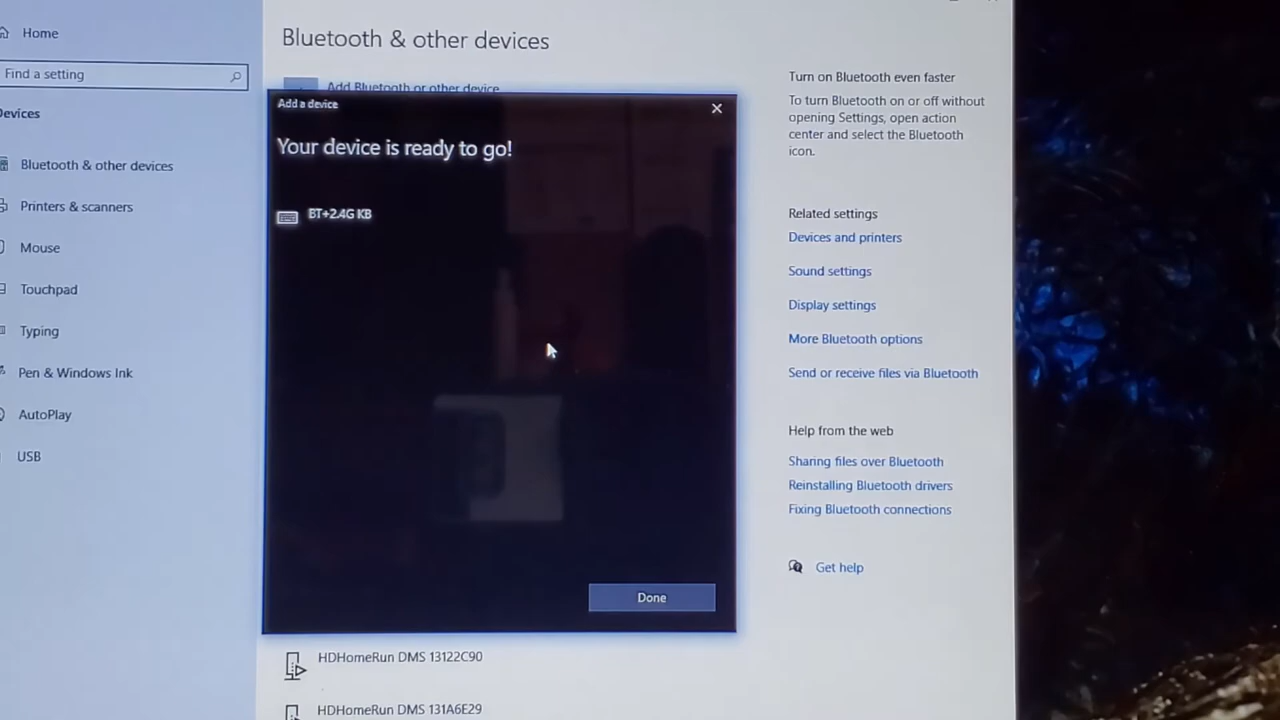 Home
Find a setting
Devices
Bluetooth & other devices
Printers & scanners
Mouse
Touchpad
Typing
Pen & Windows Ink
AutoPlay
USB
Bluetooth & other devices
Add Bluetooth or other device
Add a device
Your device is ready to go!
BT+2.4G KB
Done
HDHomeRun DMS 13122C90
HDHomeRun DMS 131A6E29
Turn on Bluetooth even faster
To turn Bluetooth on or off without
opening Settings, open action
center and select the Bluetooth
icon.
Related settings
Devices and printers
Sound settings
Display settings
More Bluetooth options
Send or receive files via Bluetooth
Help from the web
Sharing files over Bluetooth
Reinstalling Bluetooth drivers
Fixing Bluetooth connections
Get help